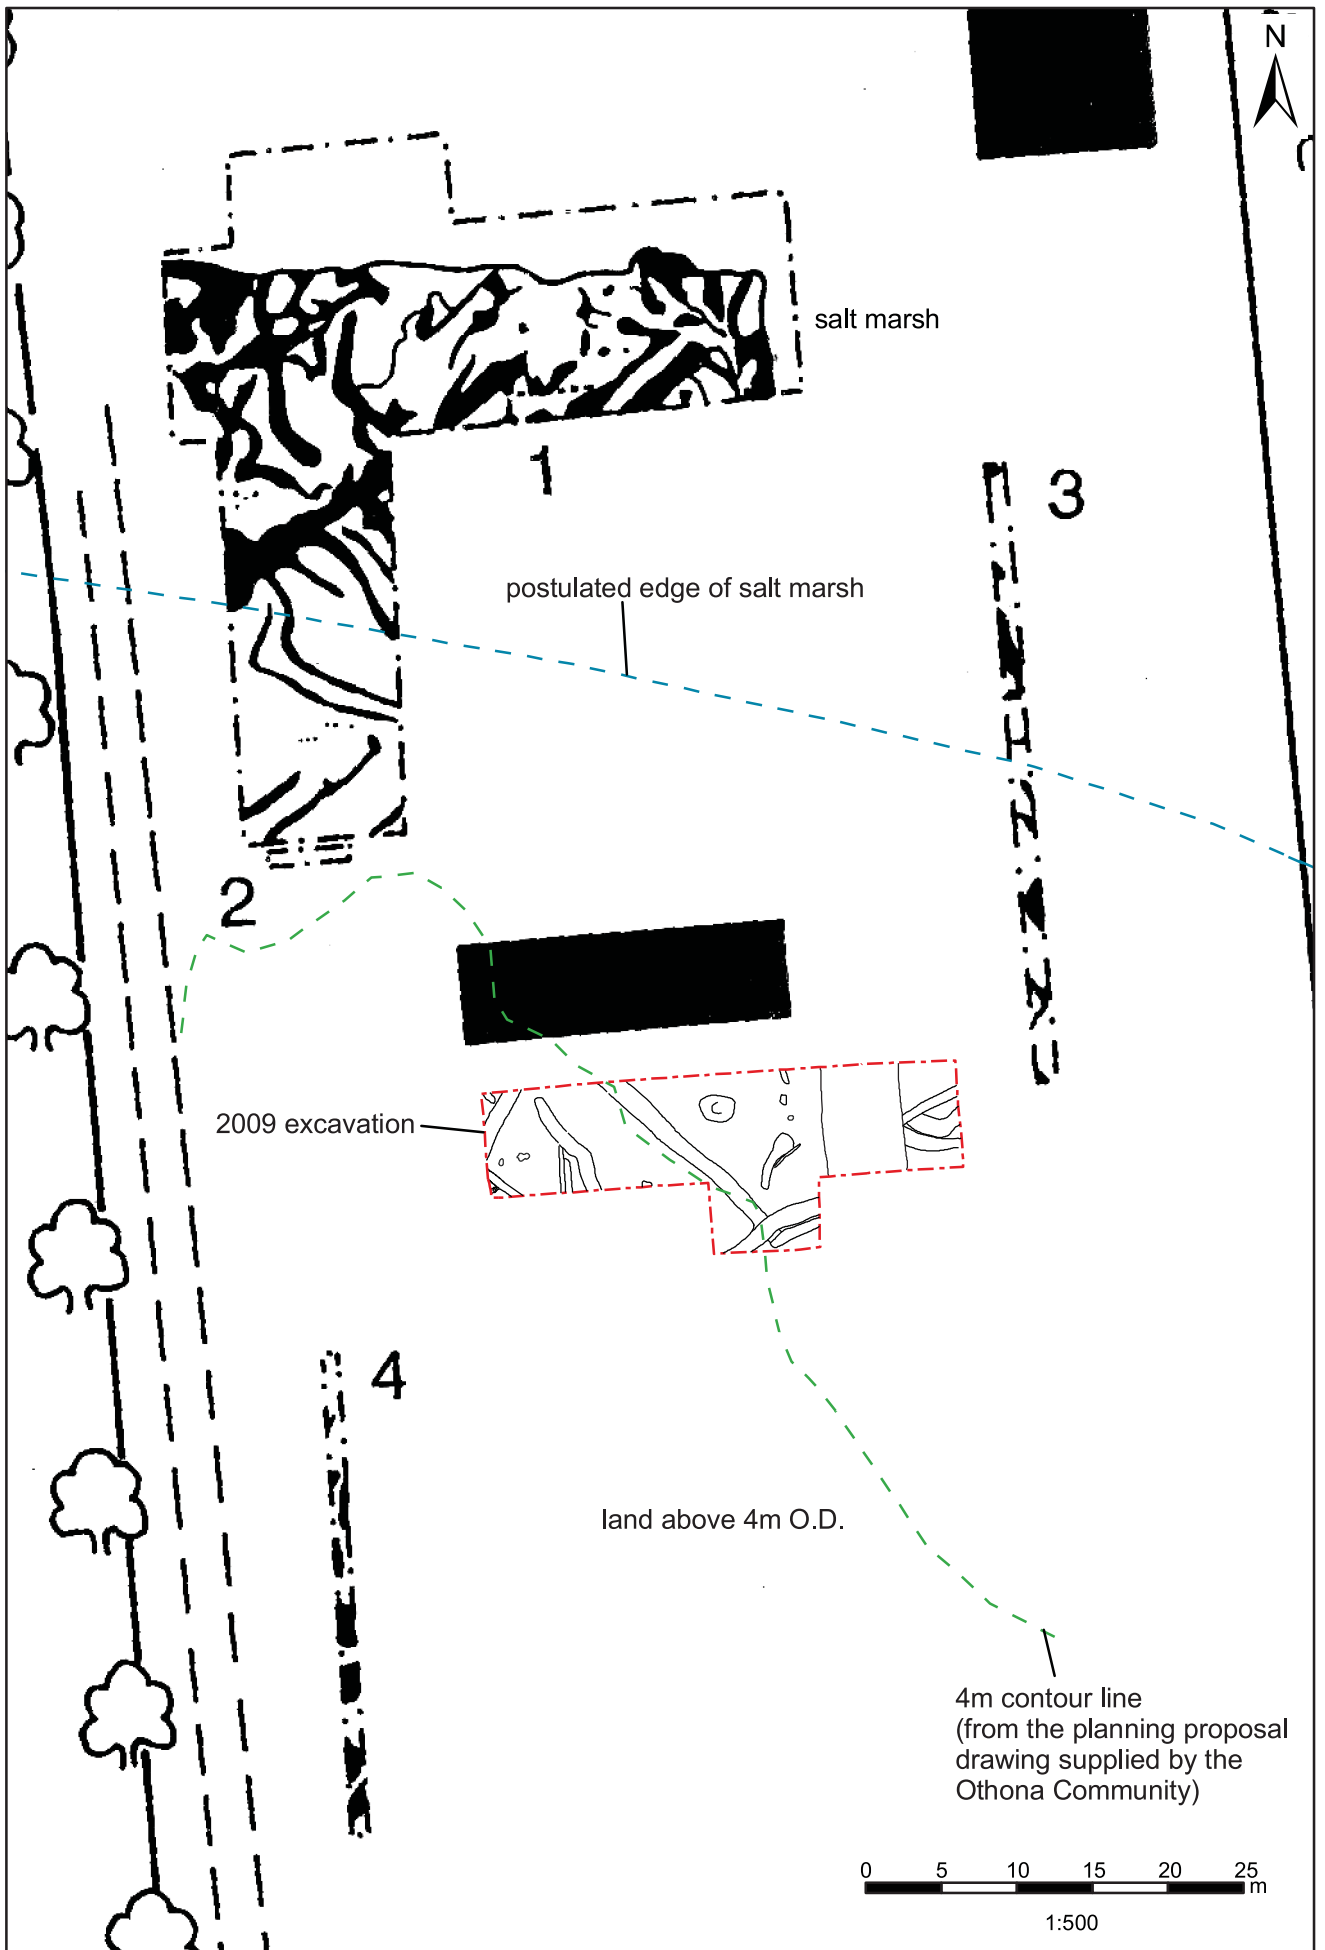 N
salt marsh
1
3
postulated edge of salt marsh
2
2009 excavation
4
land above 4m O.D.
4m contour line
(from the planning proposal
drawing supplied by the
Othona Community)
0 5 10 15 20 25
m
1:500